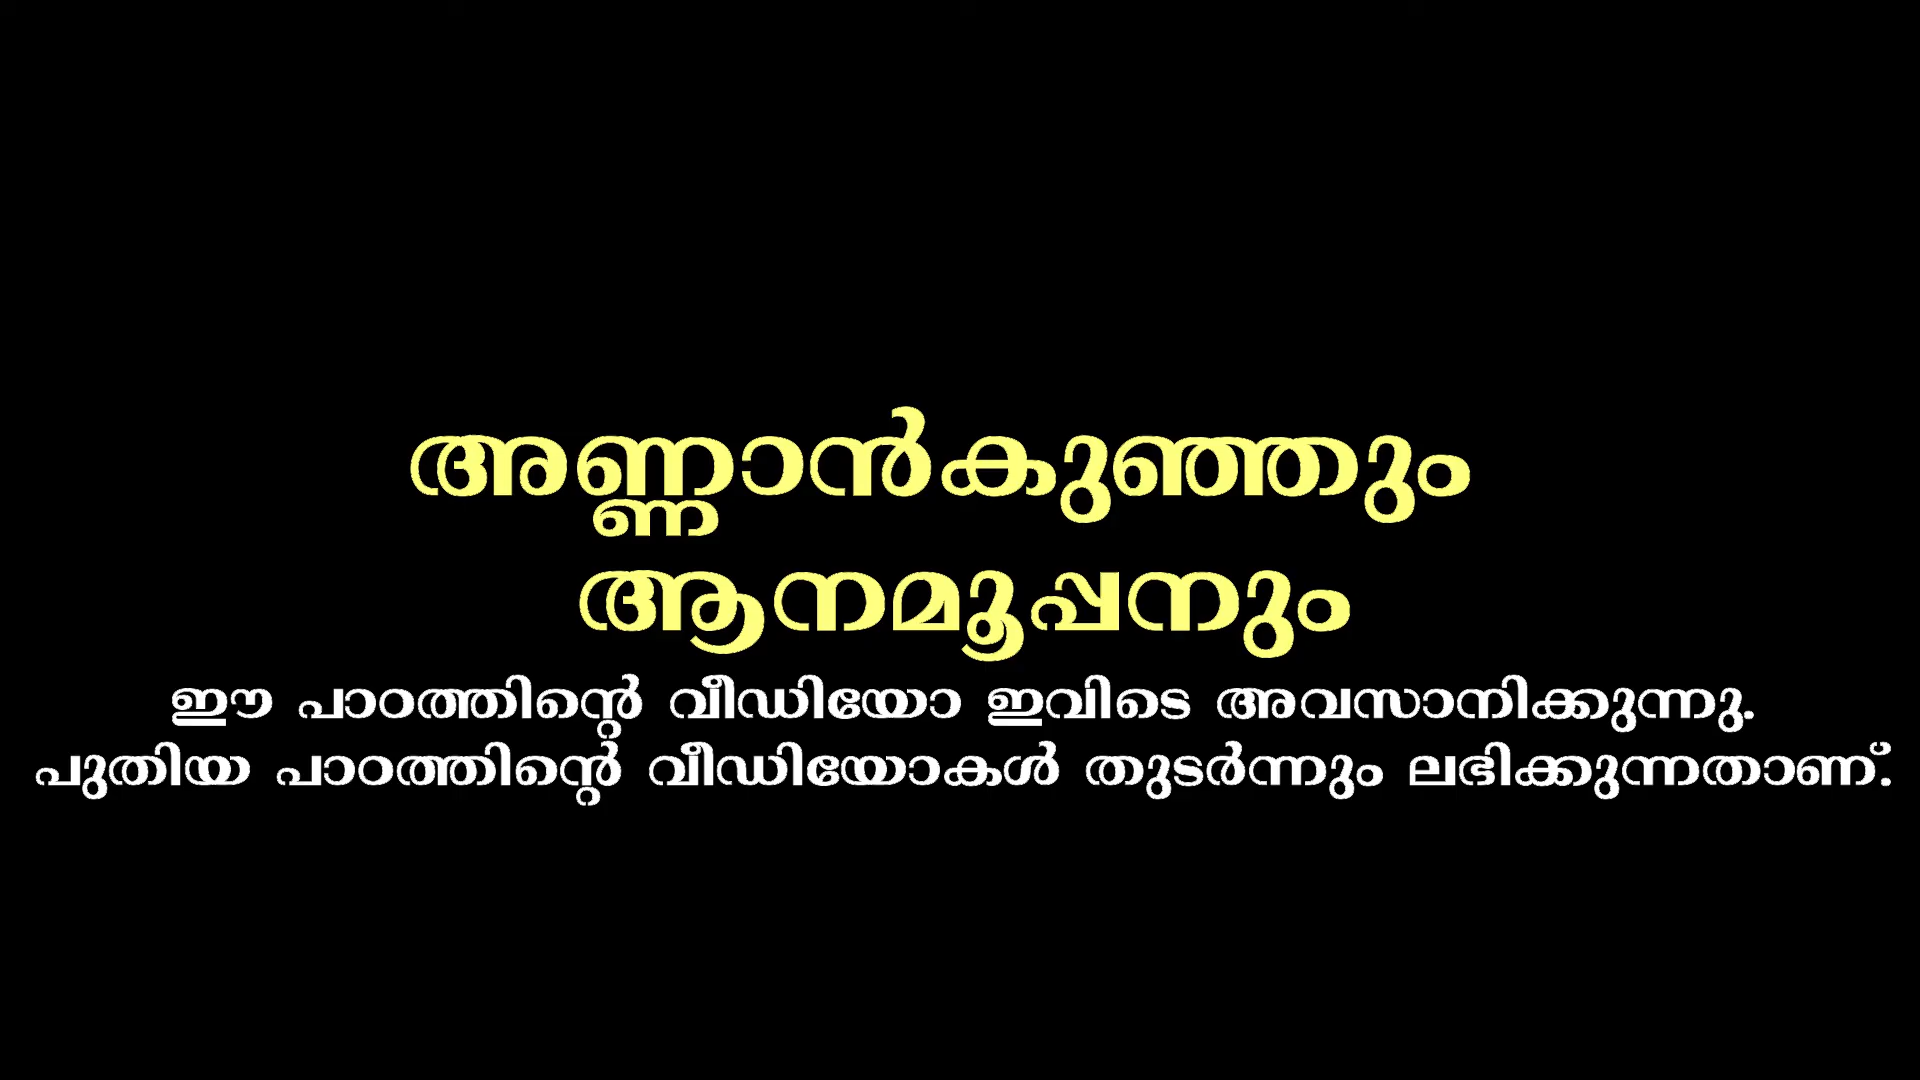 അണ്ണാൻകുഞ്ഞും
ആനമൂപ്പനും
ഈ പാഠത്തിന്റെ വീഡിയോ ഇവിടെ അവസാനിക്കുന്നു.
പുതിയ പാഠത്തിന്റെ വീഡിയോകൾ തുടർന്നും ലഭിക്കുന്നതാണ്.